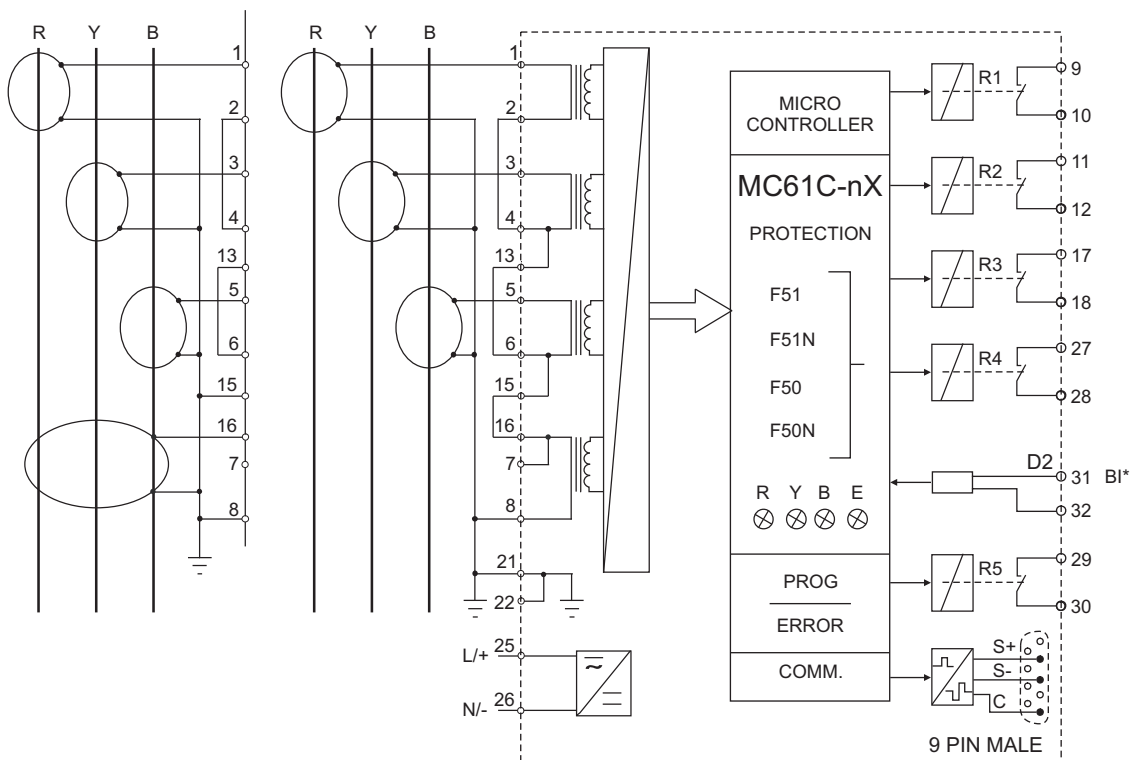 R Y B
1
2
3
4
13
5
6
15
16
7
8
R Y B
1
2
3
4
13
5
6
15
16
7
8
21
22
L/+ 25
N/- 26
MICRO
CONTROLLER
MC61C-nX
PROTECTION
F51
F51N
F50
F50N
R Y B E
PROG
ERROR
COMM.
R1
9
10
R2
11
12
R3
17
18
R4
27
28
D2
31 BI*
32
R5
29
30
S+
S-
C
9 PIN MALE